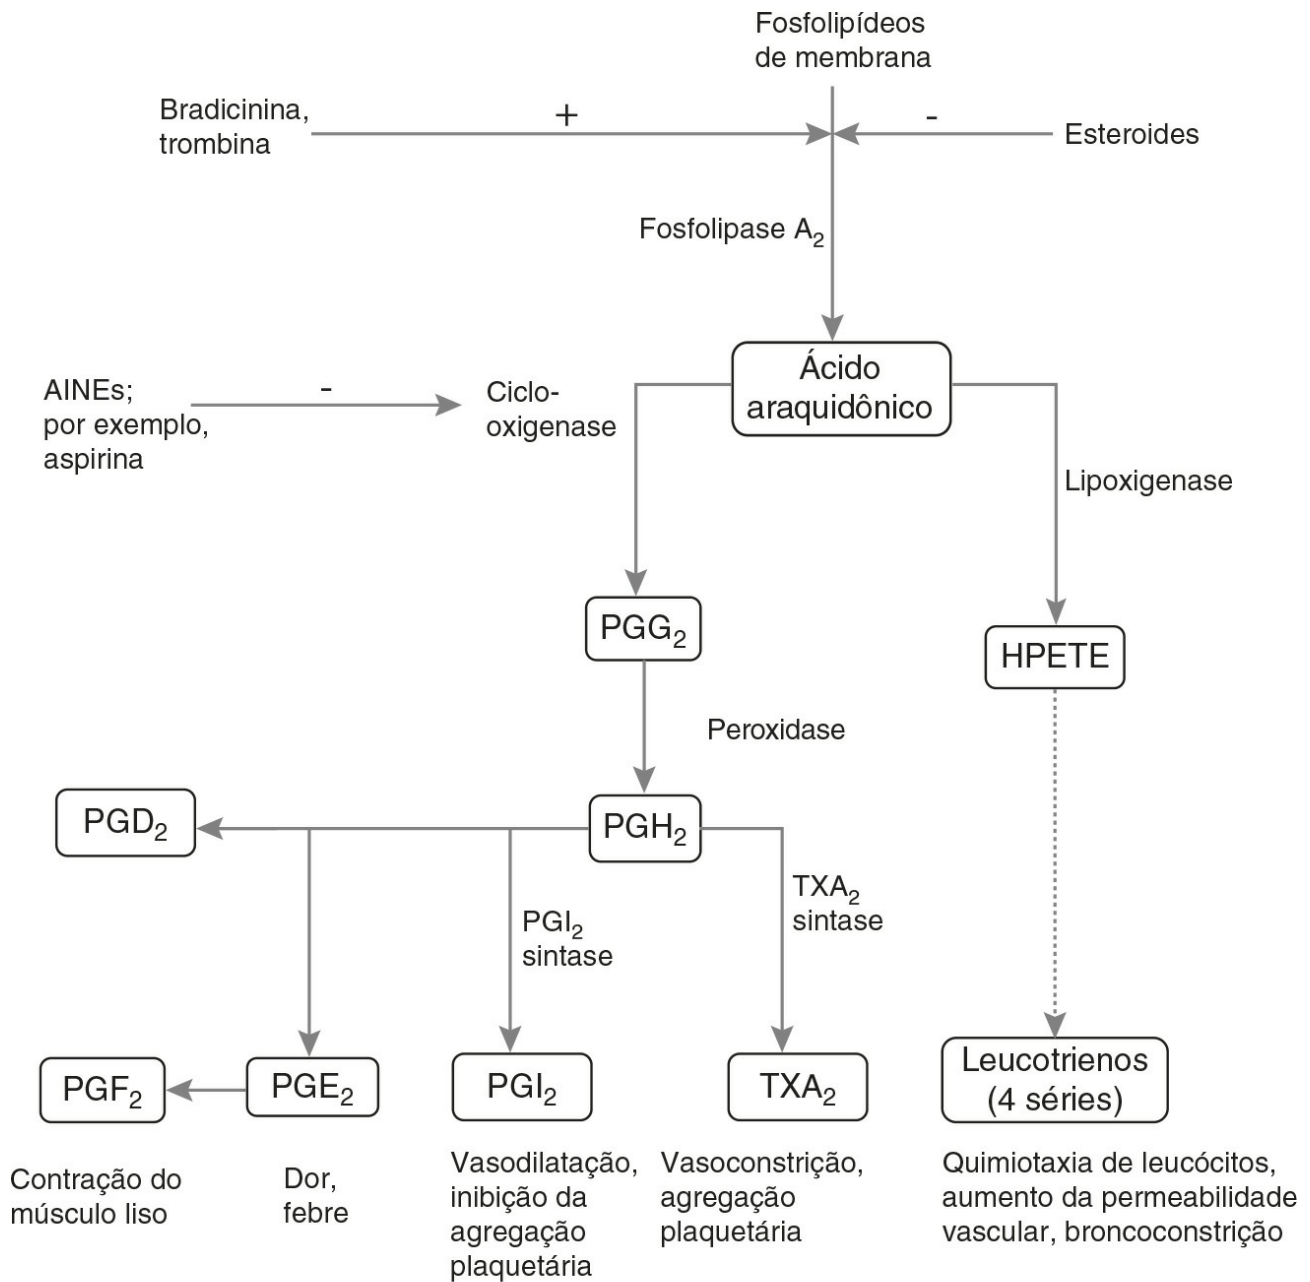 Fosfolipídeos
de membrana
Bradicinina,
trombina
+
-
Esteroides
Fosfolipase A2
Ácido
araquidônico
AINEs;
por exemplo,
aspirina
-
Ciclo-
oxigenase
Lipoxigenase
PGG2
HPETE
Peroxidase
PGD2
PGH2
TXA2
sintase
PGI2
sintase
PGF2
PGE2
PGI2
TXA2
Leucotrienos
(4 séries)
Contração do
músculo liso
Dor,
febre
Vasodilatação,
inibição da
agregação
plaquetária
Vasoconstrição,
agregação
plaquetária
Quimiotaxia de leucócitos,
aumento da permeabilidade
vascular, broncoconstrição